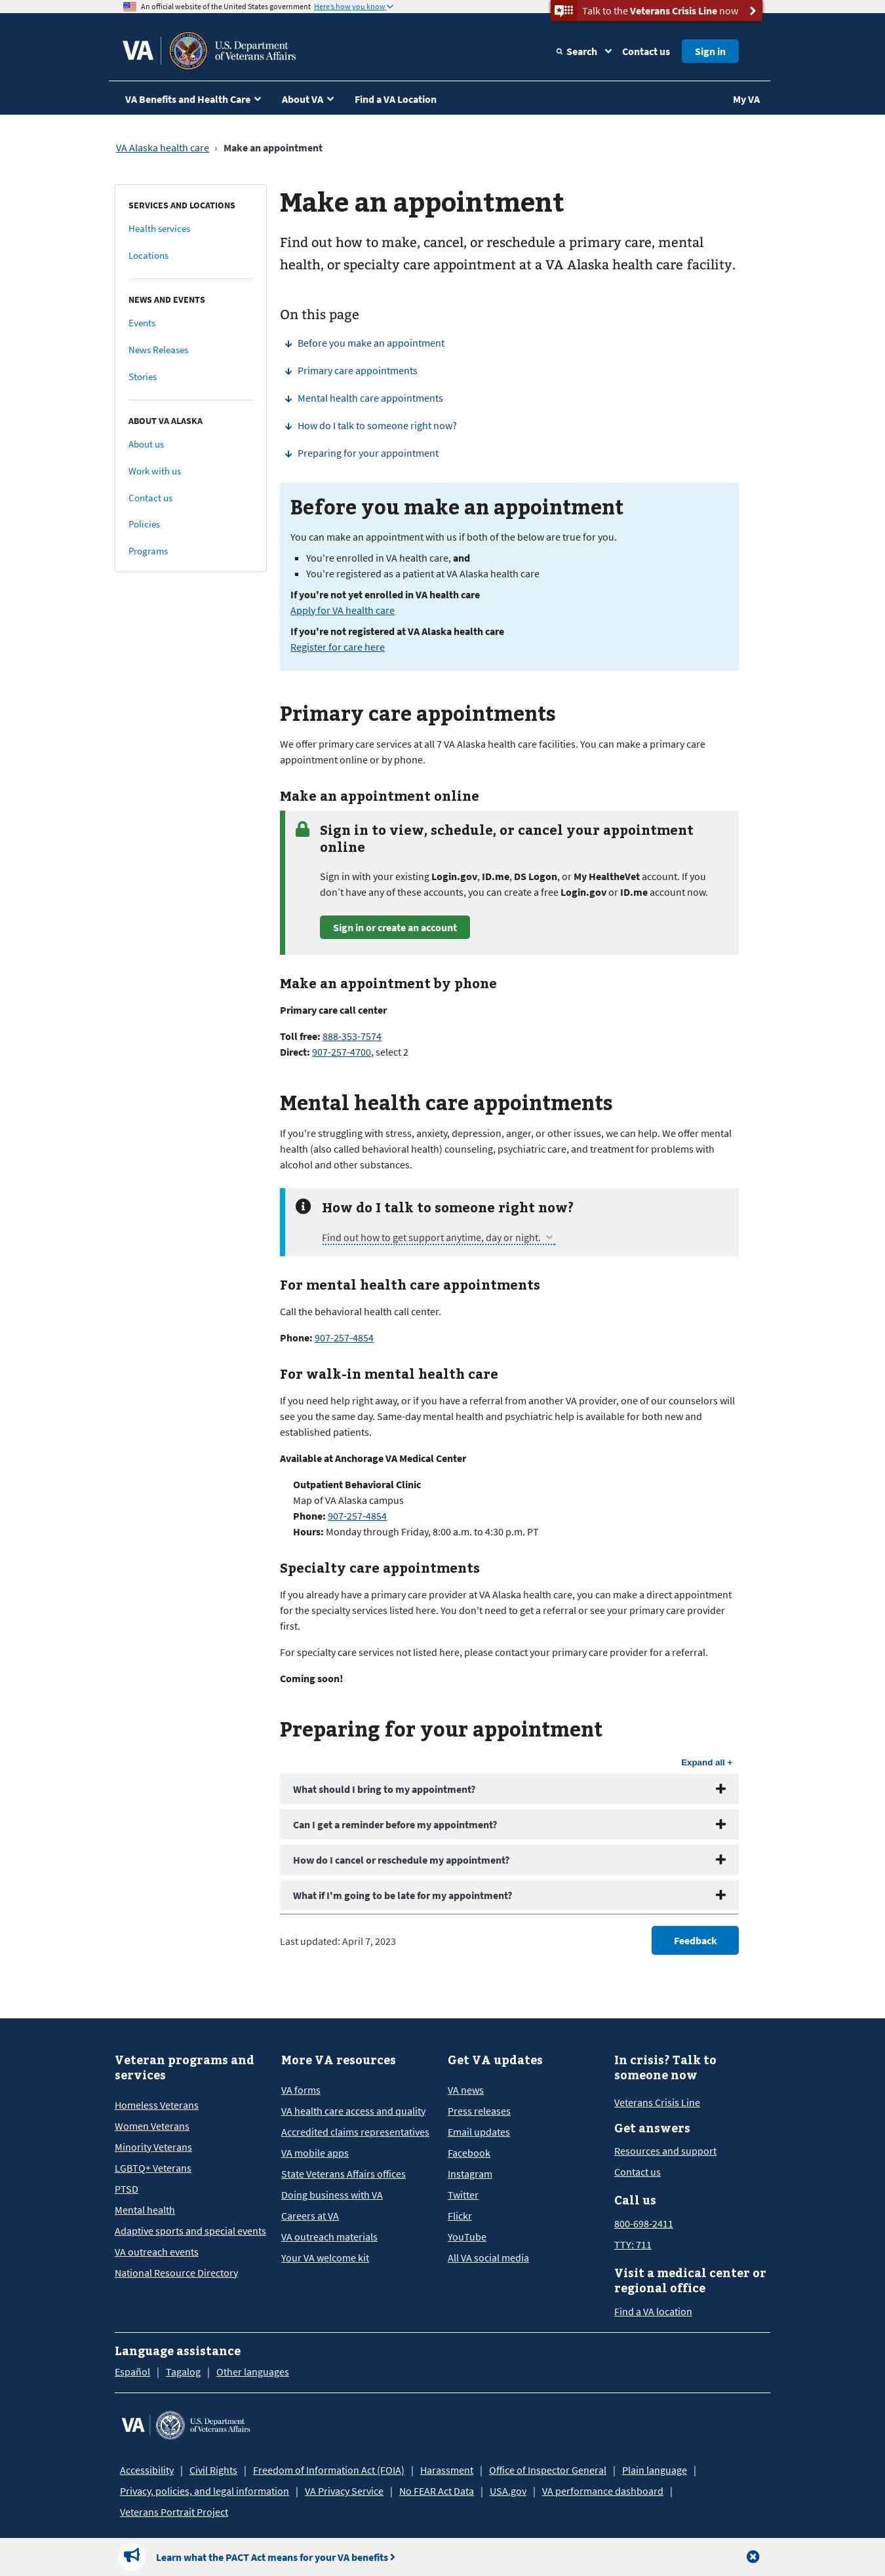 An official website of the United States government Here's how you know
Talk to the Veterans Crisis Line now
VA
U.S. Department
of Veterans Affairs
Search
Contact us
Sign in
VA Benefits and Health Care
About VA
Find a VA Location
My VA
VA Alaska health care › Make an appointment
SERVICES AND LOCATIONS
Health services
Locations
NEWS AND EVENTS
Events
News Releases
Stories
ABOUT VA ALASKA
About us
Work with us
Contact us
Policies
Programs
Make an appointment
Find out how to make, cancel, or reschedule a primary care, mental
health, or specialty care appointment at a VA Alaska health care facility.
On this page
Before you make an appointment
Primary care appointments
Mental health care appointments
How do I talk to someone right now?
Preparing for your appointment
Before you make an appointment
You can make an appointment with us if both of the below are true for you.
▪ You're enrolled in VA health care, and
▪ You're registered as a patient at VA Alaska health care
If you're not yet enrolled in VA health care
Apply for VA health care
If you're not registered at VA Alaska health care
Register for care here
Primary care appointments
We offer primary care services at all 7 VA Alaska health care facilities. You can make a primary care
appointment online or by phone.
Make an appointment online
Sign in to view, schedule, or cancel your appointment
online
Sign in with your existing Login.gov, ID.me, DS Logon, or My HealtheVet account. If you
don’t have any of these accounts, you can create a free Login.gov or ID.me account now.
Sign in or create an account
Make an appointment by phone
Primary care call center
Toll free: 888-353-7574
Direct: 907-257-4700, select 2
Mental health care appointments
If you're struggling with stress, anxiety, depression, anger, or other issues, we can help. We offer mental
health (also called behavioral health) counseling, psychiatric care, and treatment for problems with
alcohol and other substances.
How do I talk to someone right now?
Find out how to get support anytime, day or night.
For mental health care appointments
Call the behavioral health call center.
Phone: 907-257-4854
For walk-in mental health care
If you need help right away, or if you have a referral from another VA provider, one of our counselors will
see you the same day. Same-day mental health and psychiatric help is available for both new and
established patients.
Available at Anchorage VA Medical Center
Outpatient Behavioral Clinic
Map of VA Alaska campus
Phone: 907-257-4854
Hours: Monday through Friday, 8:00 a.m. to 4:30 p.m. PT
Specialty care appointments
If you already have a primary care provider at VA Alaska health care, you can make a direct appointment
for the specialty services listed here. You don’t need to get a referral or see your primary care provider
first.
For specialty care services not listed here, please contact your primary care provider for a referral.
Coming soon!
Preparing for your appointment
Expand all +
What should I bring to my appointment?
Can I get a reminder before my appointment?
How do I cancel or reschedule my appointment?
What if I'm going to be late for my appointment?
Last updated: April 7, 2023
Feedback
Veteran programs and
services
Homeless Veterans
Women Veterans
Minority Veterans
LGBTQ+ Veterans
PTSD
Mental health
Adaptive sports and special events
VA outreach events
National Resource Directory
More VA resources
VA forms
VA health care access and quality
Accredited claims representatives
VA mobile apps
State Veterans Affairs offices
Doing business with VA
Careers at VA
VA outreach materials
Your VA welcome kit
Get VA updates
VA news
Press releases
Email updates
Facebook
Instagram
Twitter
Flickr
YouTube
All VA social media
In crisis? Talk to
someone now
Veterans Crisis Line
Get answers
Resources and support
Contact us
Call us
800-698-2411
TTY: 711
Visit a medical center or
regional office
Find a VA location
Language assistance
Español | Tagalog | Other languages
VA
U.S. Department
of Veterans Affairs
Accessibility | Civil Rights | Freedom of Information Act (FOIA) | Harassment | Office of Inspector General | Plain language |
Privacy, policies, and legal information | VA Privacy Service | No FEAR Act Data | USA.gov | VA performance dashboard |
Veterans Portrait Project
Learn what the PACT Act means for your VA benefits